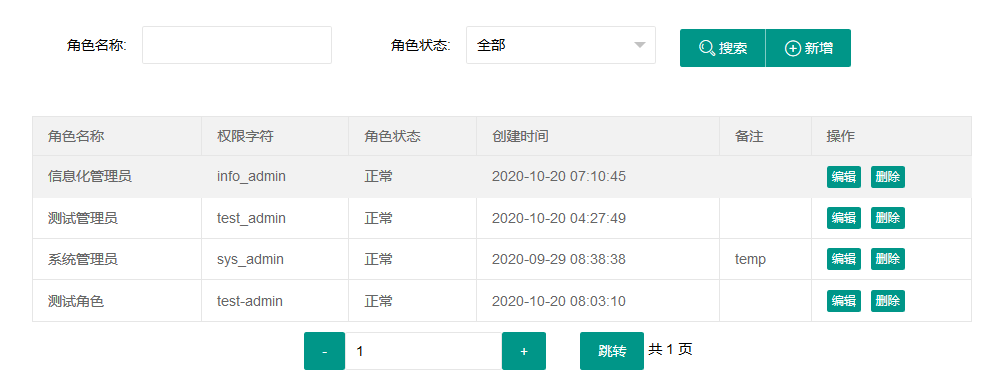 角色名称: 角色状态: 全部 搜索 新增
角色名称 权限字符 角色状态 创建时间 备注 操作
信息化管理员 info_admin 正常 2020-10-20 07:10:45 编辑 删除
测试管理员 test_admin 正常 2020-10-20 04:27:49 编辑 删除
系统管理员 sys_admin 正常 2020-09-29 08:38:38 temp 编辑 删除
测试角色 test-admin 正常 2020-10-20 08:03:10 编辑 删除
- 1 + 跳转 共 1 页